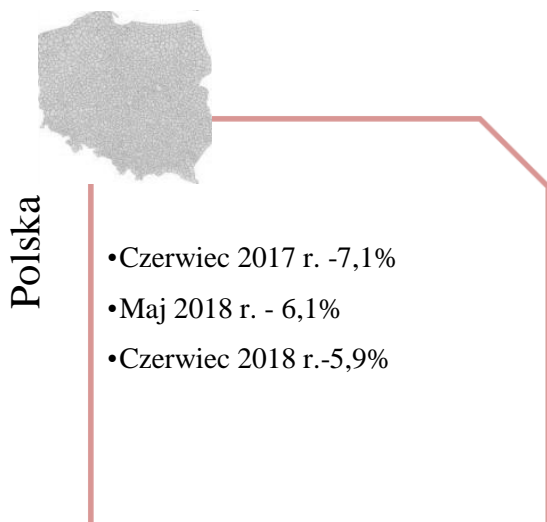 Polska
•Czerwiec 2017 r. -7,1%
•Maj 2018 r. - 6,1%
•Czerwiec 2018 r.-5,9%